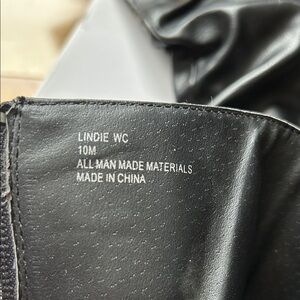 LINDIE WC
10M
ALL MAN MADE MATERIALS
MADE IN CHINA